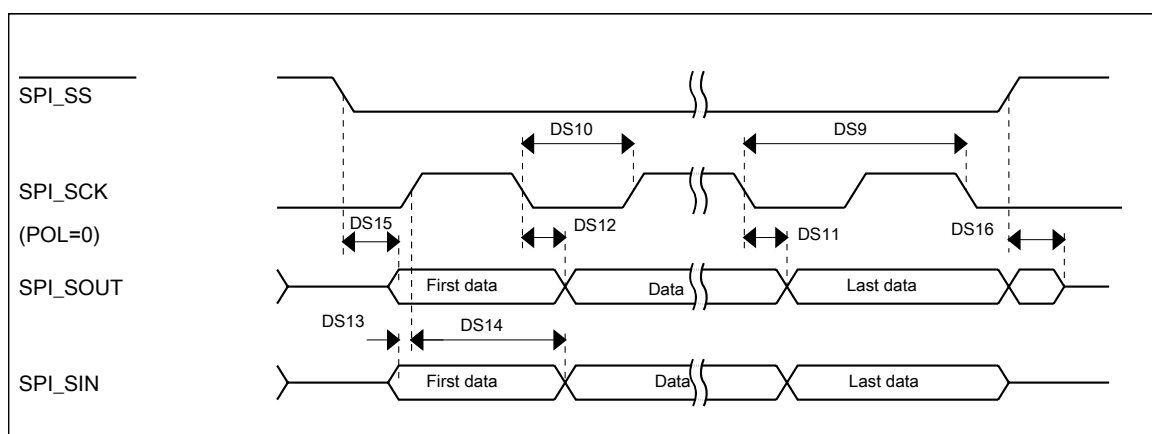 SPI_SS
DS10
DS9
SPI_SCK
(POL=0)
DS15
DS12
DS11
DS16
SPI_SOUT
First data
Data
Last data
DS13
DS14
SPI_SIN
First data
Data
Last data